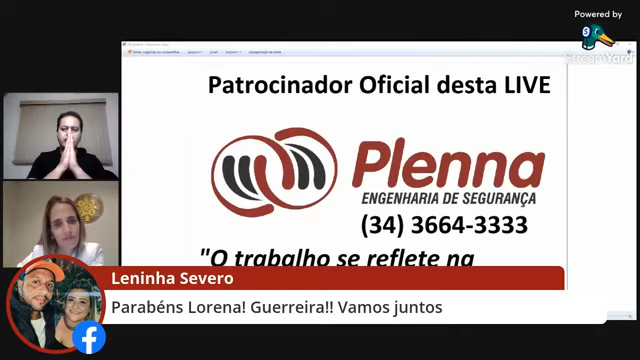 Powered by
StreamYard
Patrocinador Oficial desta LIVE
Plenna
ENGENHARIA DE SEGURANÇA
(34) 3664-3333
"O trabalho se reflete na
Leninha Severo
Parabéns Lorena! Guerreira!! Vamos juntos